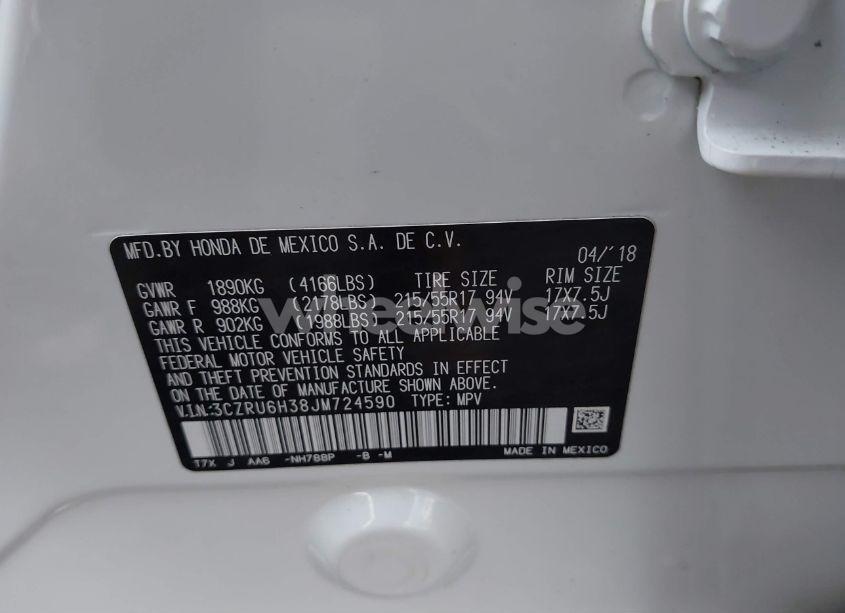 MFD.BY HONDA DE MEXICO S.A. DE C.V.
04/'18
GVWR 1890KG (4166LBS) TIRE SIZE RIM SIZE
GAWR F 988KG (2178LBS) 215/55R17 94V 17X7.5J
GAWR R 902KG (1988LBS) 215/55R17 94V 17X7.5J
THIS VEHICLE CONFORMS TO ALL APPLICABLE
FEDERAL MOTOR VEHICLE SAFETY
AND THEFT PREVENTION STANDARDS IN EFFECT
ON THE DATE OF MANUFACTURE SHOWN ABOVE.
V.I.N:3CZRU6H38JM724590 TYPE: MPV
T7X J AA6 -NH788P -B -M MADE IN MEXICO
wheelwise